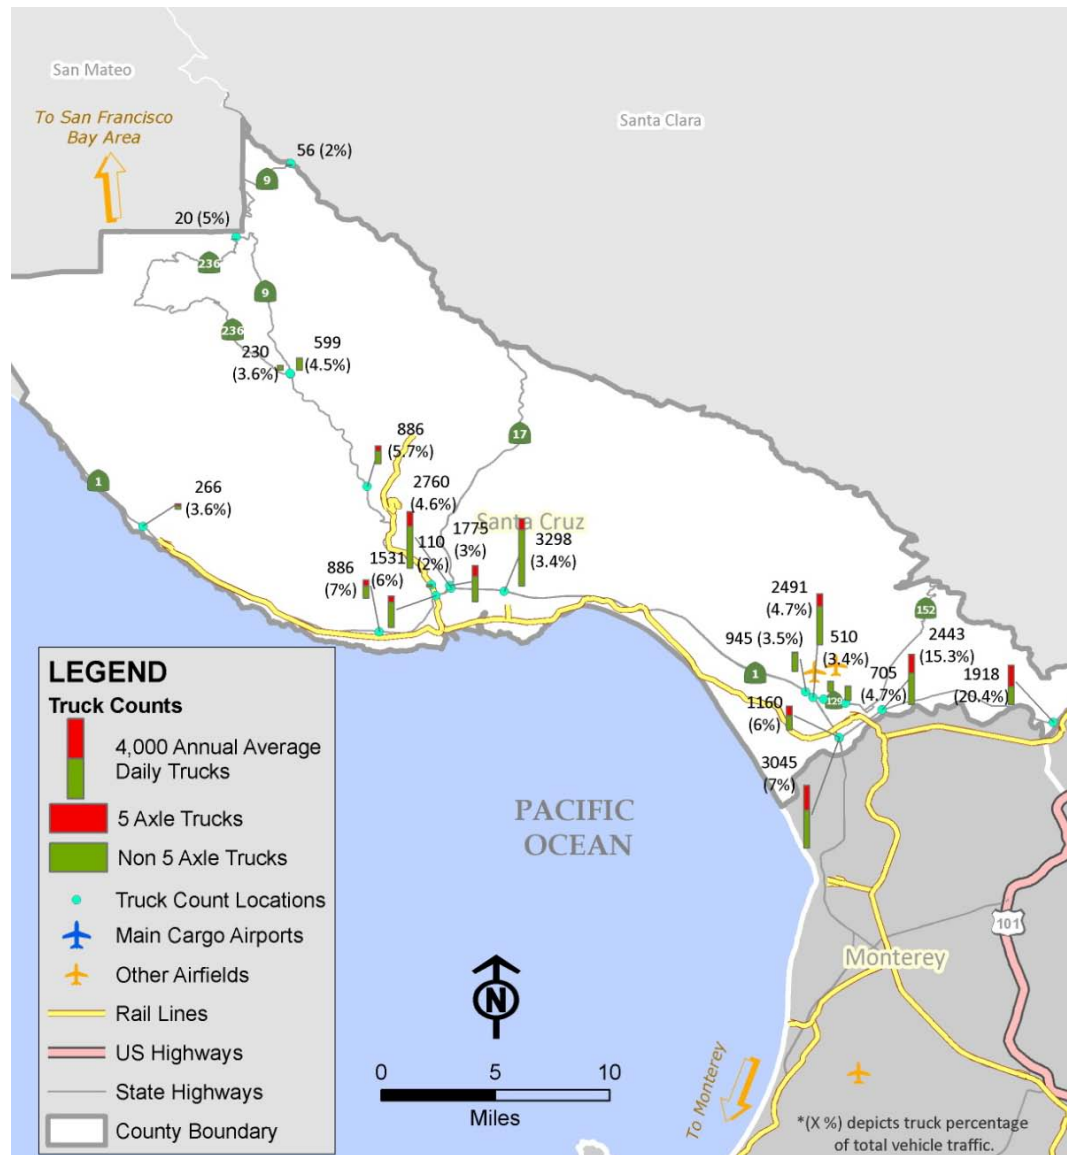 San Mateo
To San Francisco
Bay Area
Santa Clara
56 (2%)
9
20 (5%)
236
9
236
230
(3.6%)
599
(4.5%)
17
886
(5.7%)
1
266
(3.6%)
2760
(4.6%)
Santa Cruz
110
(2%)
1775
(3%)
3298
(3.4%)
886
(7%)
1531
(6%)
2491
(4.7%)
152
945 (3.5%)
510
(3.4%)
2443
(15.3%)
1
705
(4.7%)
1918
(20.4%)
129
1160
(6%)
3045
(7%)
PACIFIC
OCEAN
101
Monterey
LEGEND
Truck Counts
4,000 Annual Average
Daily Trucks
5 Axle Trucks
Non 5 Axle Trucks
Truck Count Locations
Main Cargo Airports
Other Airfields
Rail Lines
US Highways
State Highways
County Boundary
N
0 5 10
Miles
To Monterey
*(X %) depicts truck percentage
of total vehicle traffic.